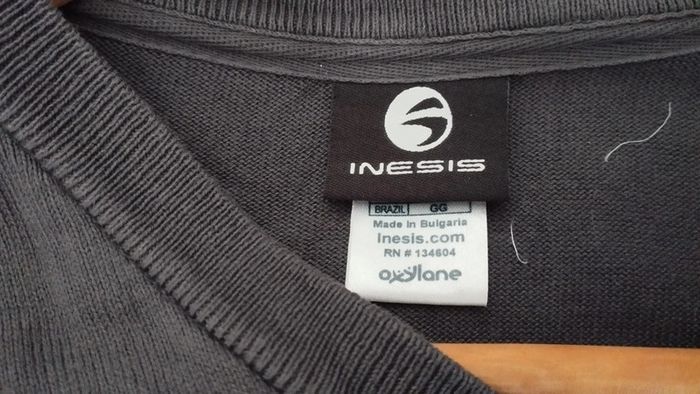 INESIS
BRAZIL GG
Made in Bulgaria
Inesis.com
RN # 134604
oxylane